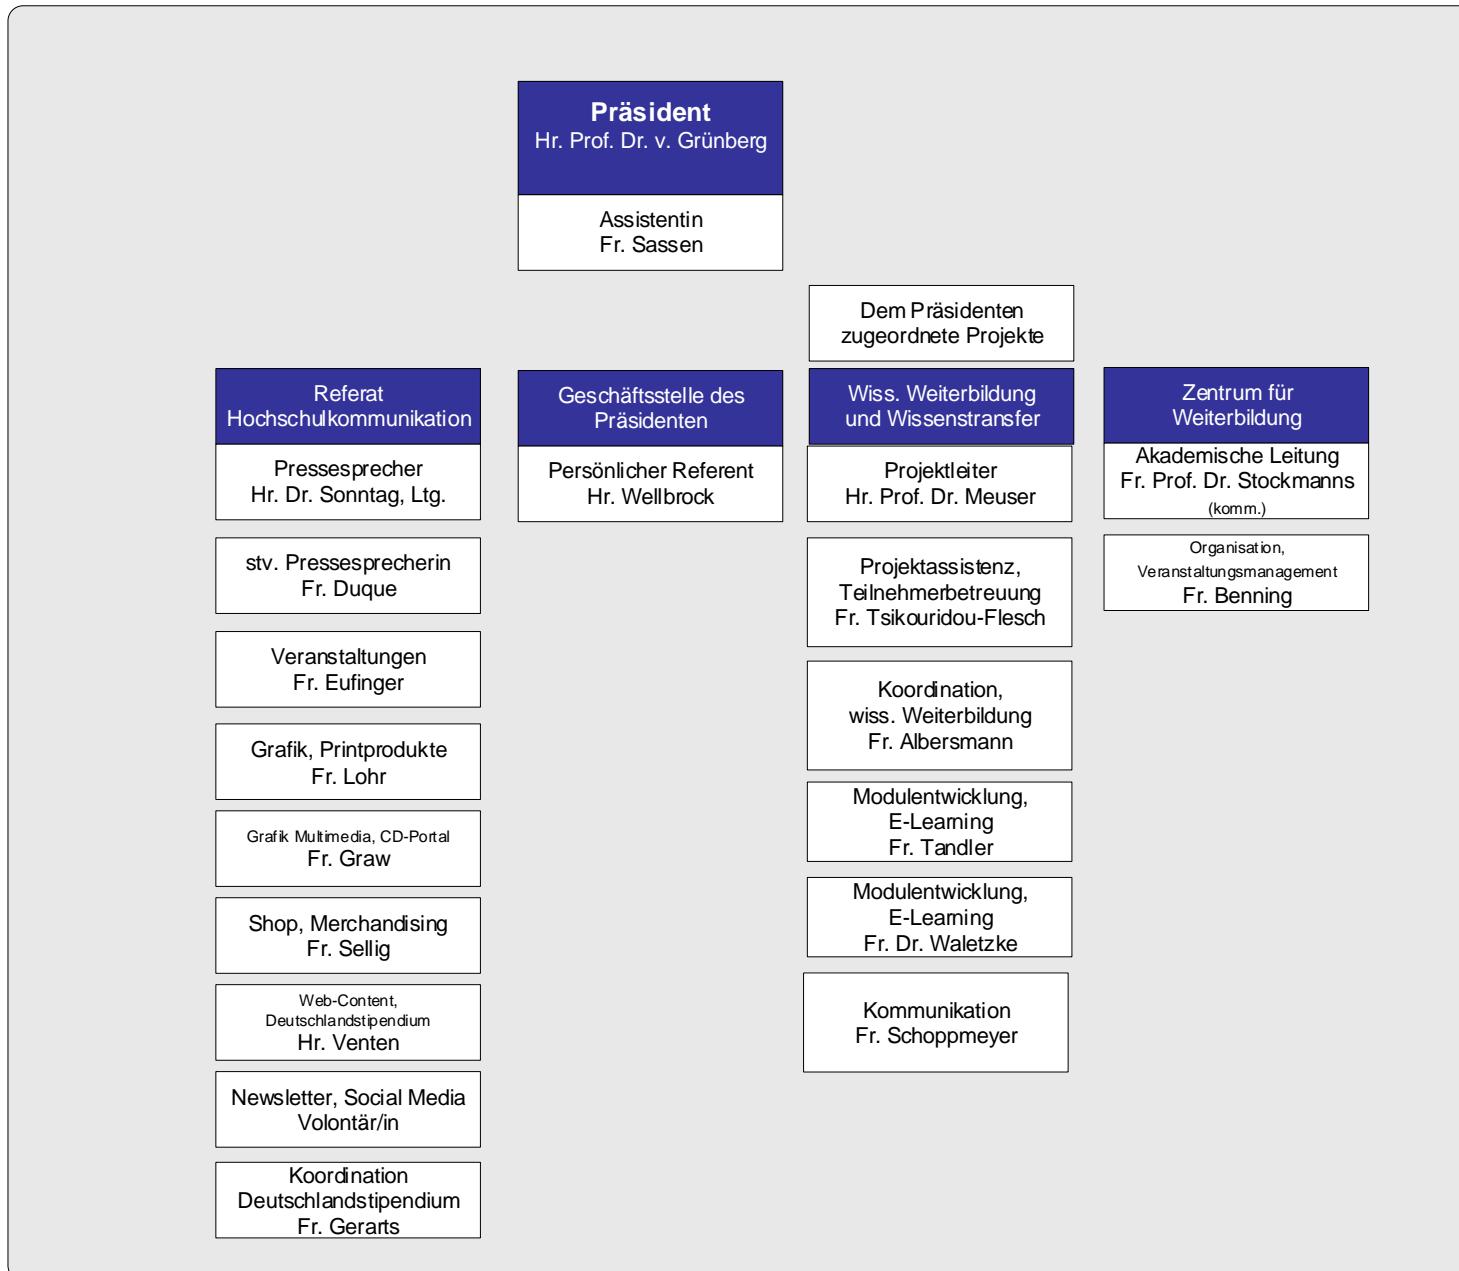 Präsident
Hr. Prof. Dr. v. Grünberg
Assistentin
Fr. Sassen
Dem Präsidenten
zugeordnete Projekte
Referat
Hochschulkommunikation
Pressesprecher
Hr. Dr. Sonntag, Ltg.
stv. Pressesprecherin
Fr. Duque
Veranstaltungen
Fr. Eufinger
Grafik, Printprodukte
Fr. Lohr
Grafik Multimedia, CD-Portal
Fr. Graw
Shop, Merchandising
Fr. Sellig
Web-Content,
Deutschlandstipendium
Hr. Venten
Newsletter, Social Media
Volontär/in
Koordination
Deutschlandstipendium
Fr. Gerarts
Geschäftsstelle des
Präsidenten
Persönlicher Referent
Hr. Wellbrock
Wiss. Weiterbildung
und Wissenstransfer
Projektleiter
Hr. Prof. Dr. Meuser
Projektassistenz,
Teilnehmerbetreuung
Fr. Tsikouridou-Flesch
Koordination,
wiss. Weiterbildung
Fr. Albersmann
Modulentwicklung,
E-Learning
Fr. Tandler
Modulentwicklung,
E-Learning
Fr. Dr. Waletzke
Kommunikation
Fr. Schoppmeyer
Zentrum für
Weiterbildung
Akademische Leitung
Fr. Prof. Dr. Stockmanns
(komm.)
Organisation,
Veranstaltungsmanagement
Fr. Benning